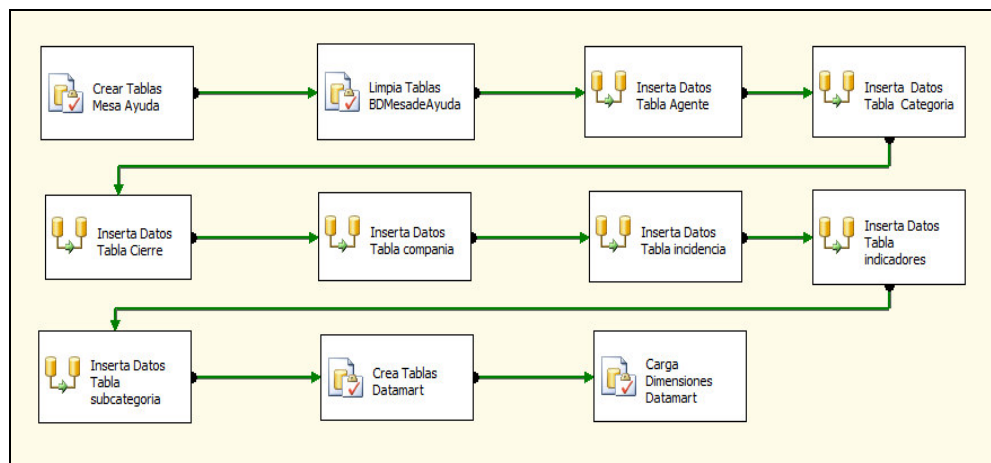 Crear Tablas
Mesa Ayuda
Limpia Tablas
BDMesadeAyuda
Inserta Datos
Tabla Agente
Inserta Datos
Tabla Categoria
Inserta Datos
Tabla Cierre
Inserta Datos
Tabla compania
Inserta Datos
Tabla incidencia
Inserta Datos
Tabla
indicadores
Inserta Datos
Tabla
subcategoria
Crea Tablas
Datamart
Carga
Dimensiones
Datamart